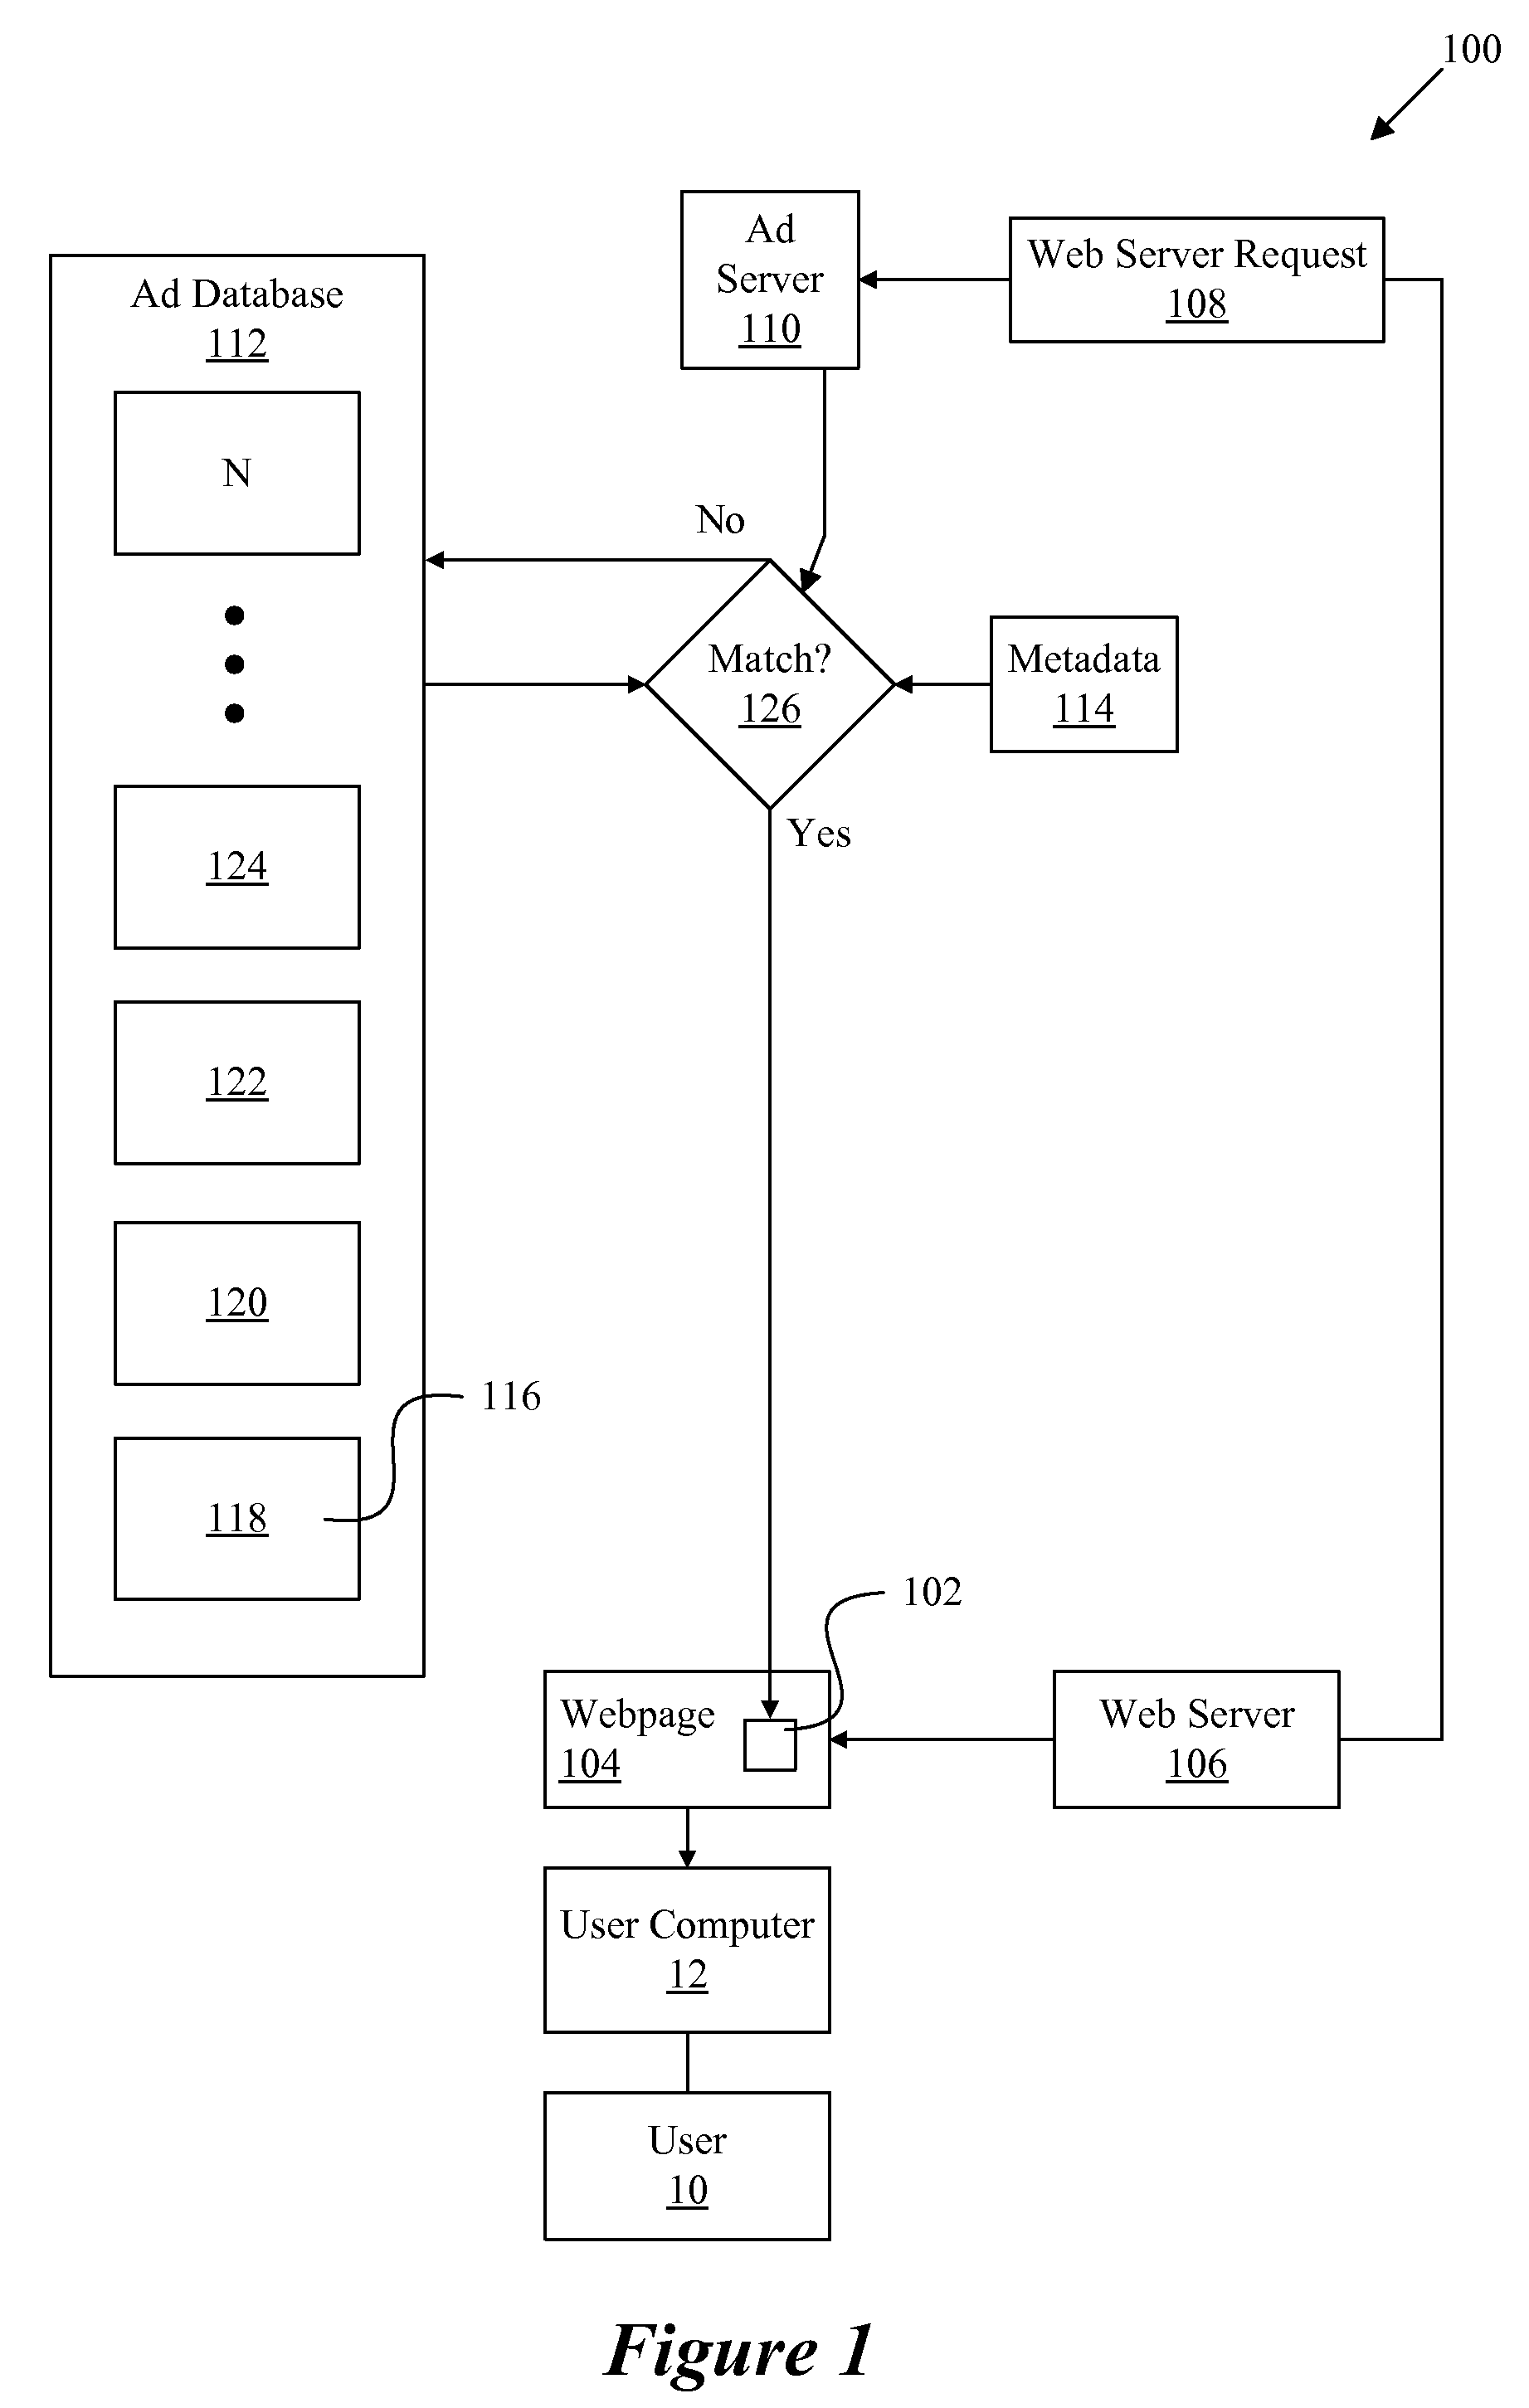 100
Ad
Server
110
Web Server Request
108
Ad Database
112
N
No
Match?
126
Metadata
114
Yes
124
122
120
116
118
102
Webpage
104
Web Server
106
User Computer
12
User
10
Figure 1